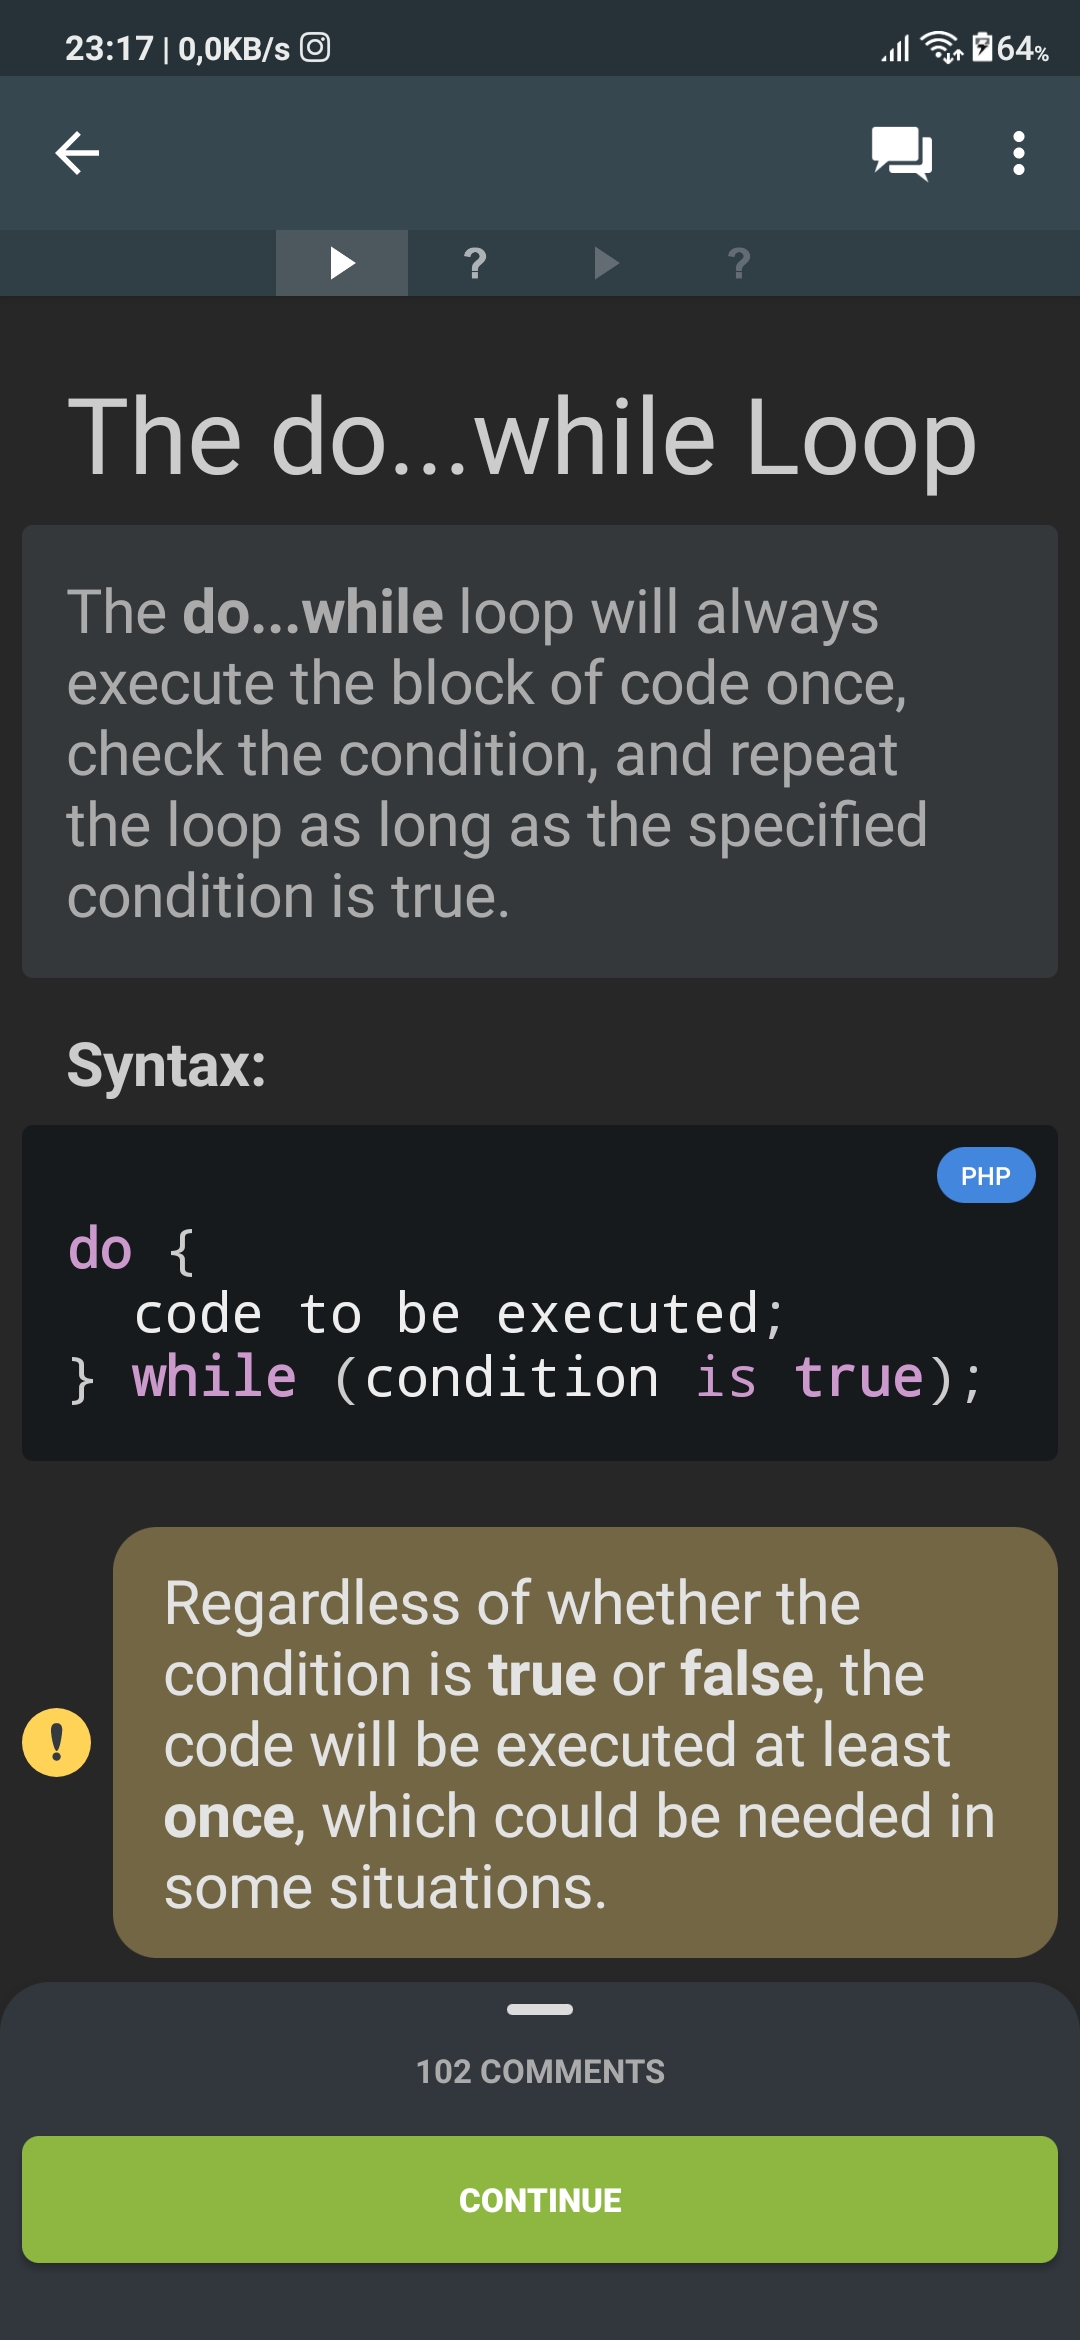 23:17 | 0,0KB/s 64%
? ?
The do...while Loop
The do...while loop will always
execute the block of code once,
check the condition, and repeat
the loop as long as the specified
condition is true.
Syntax:
PHP
do {
  code to be executed;
} while (condition is true);
Regardless of whether the
condition is true or false, the
code will be executed at least
once, which could be needed in
some situations.
!
102 COMMENTS
CONTINUE